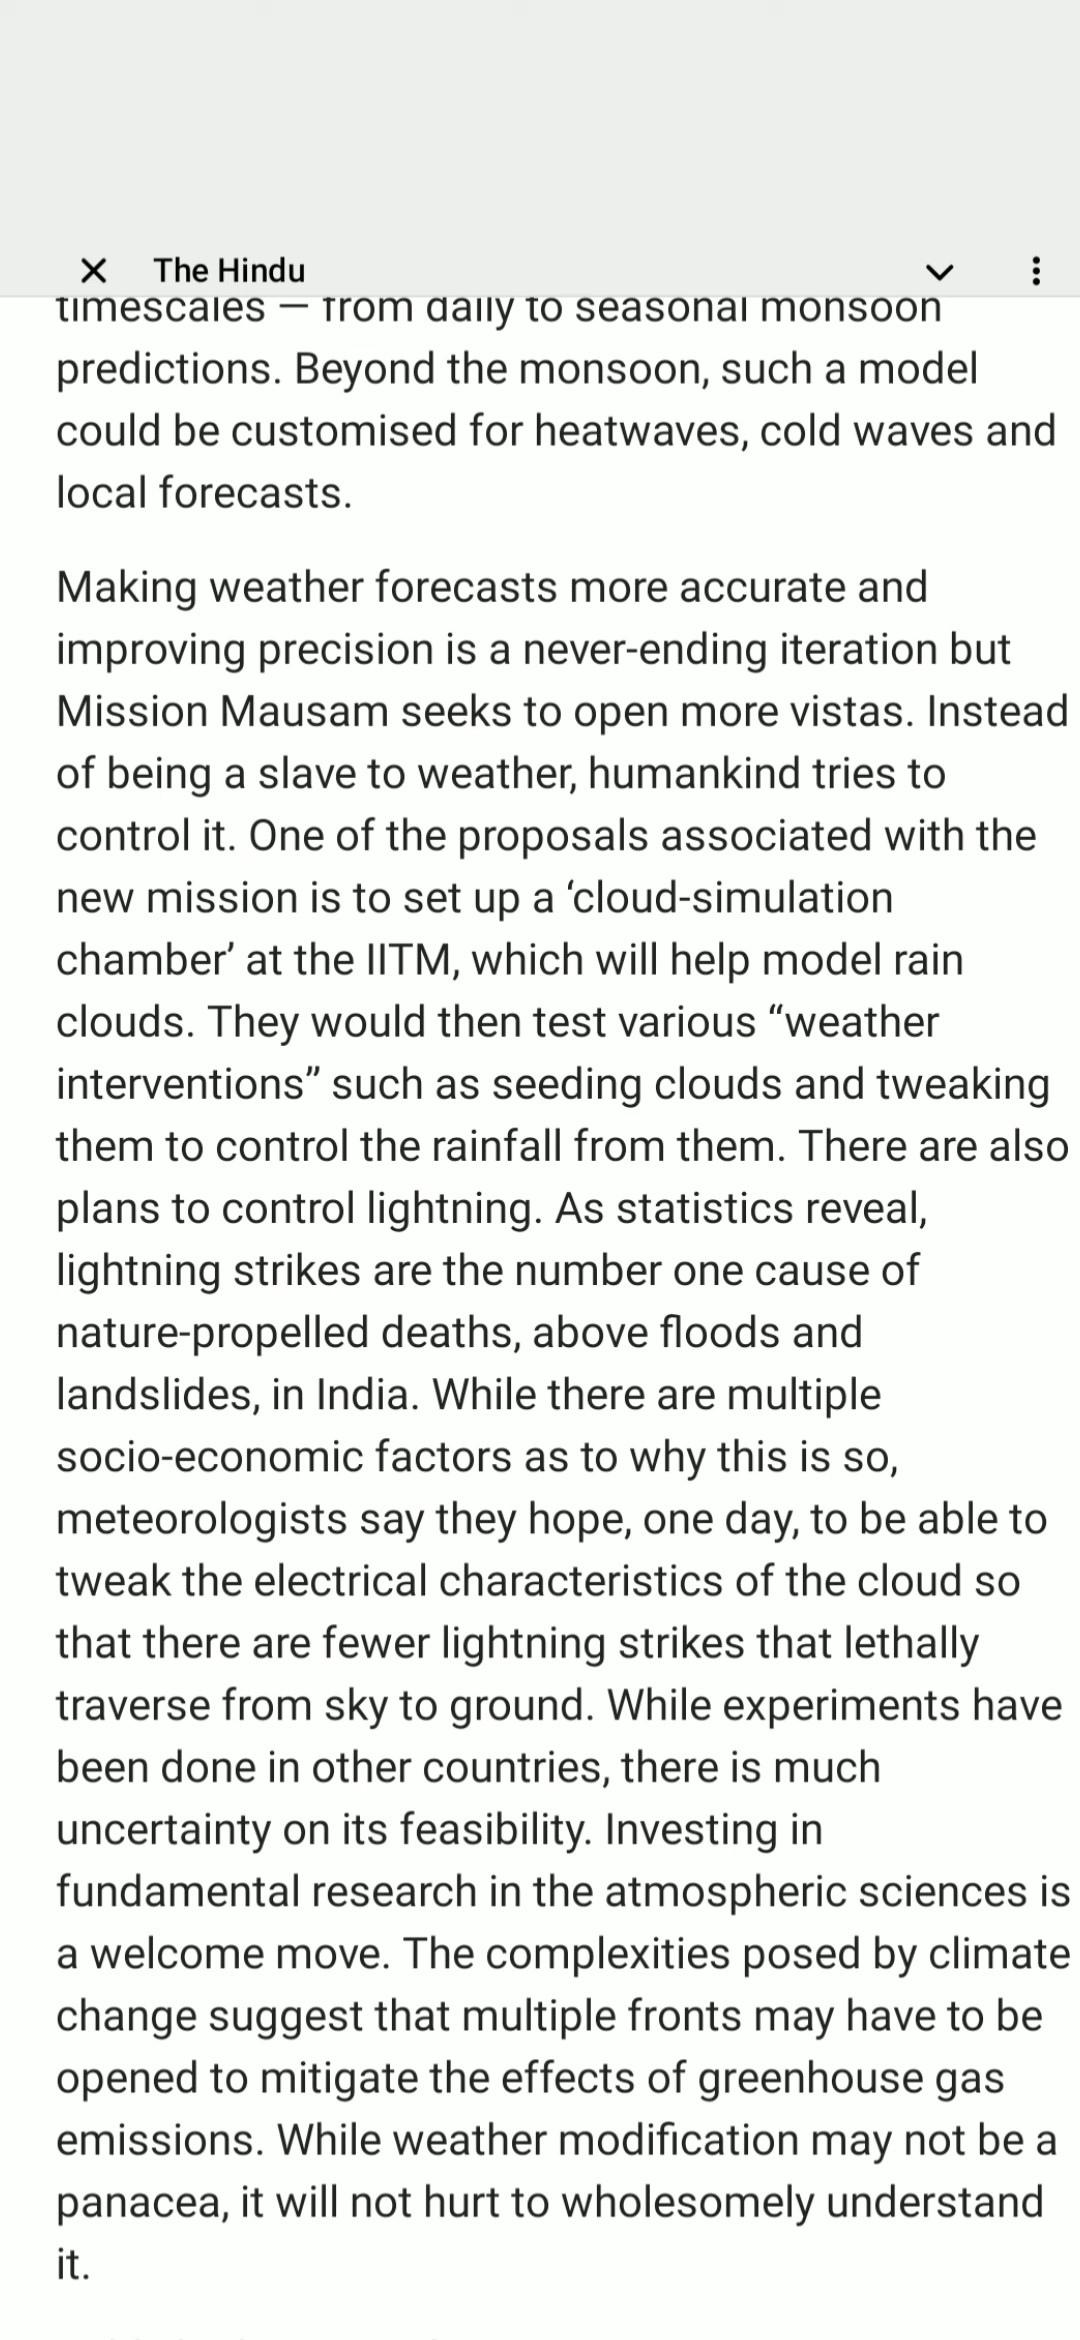 The Hindu
timescales — from daily to seasonal monsoon
predictions. Beyond the monsoon, such a model
could be customised for heatwaves, cold waves and
local forecasts.
Making weather forecasts more accurate and
improving precision is a never-ending iteration but
Mission Mausam seeks to open more vistas. Instead
of being a slave to weather, humankind tries to
control it. One of the proposals associated with the
new mission is to set up a ‘cloud-simulation
chamber’ at the IITM, which will help model rain
clouds. They would then test various “weather
interventions” such as seeding clouds and tweaking
them to control the rainfall from them. There are also
plans to control lightning. As statistics reveal,
lightning strikes are the number one cause of
nature-propelled deaths, above floods and
landslides, in India. While there are multiple
socio-economic factors as to why this is so,
meteorologists say they hope, one day, to be able to
tweak the electrical characteristics of the cloud so
that there are fewer lightning strikes that lethally
traverse from sky to ground. While experiments have
been done in other countries, there is much
uncertainty on its feasibility. Investing in
fundamental research in the atmospheric sciences is
a welcome move. The complexities posed by climate
change suggest that multiple fronts may have to be
opened to mitigate the effects of greenhouse gas
emissions. While weather modification may not be a
panacea, it will not hurt to wholesomely understand
it.